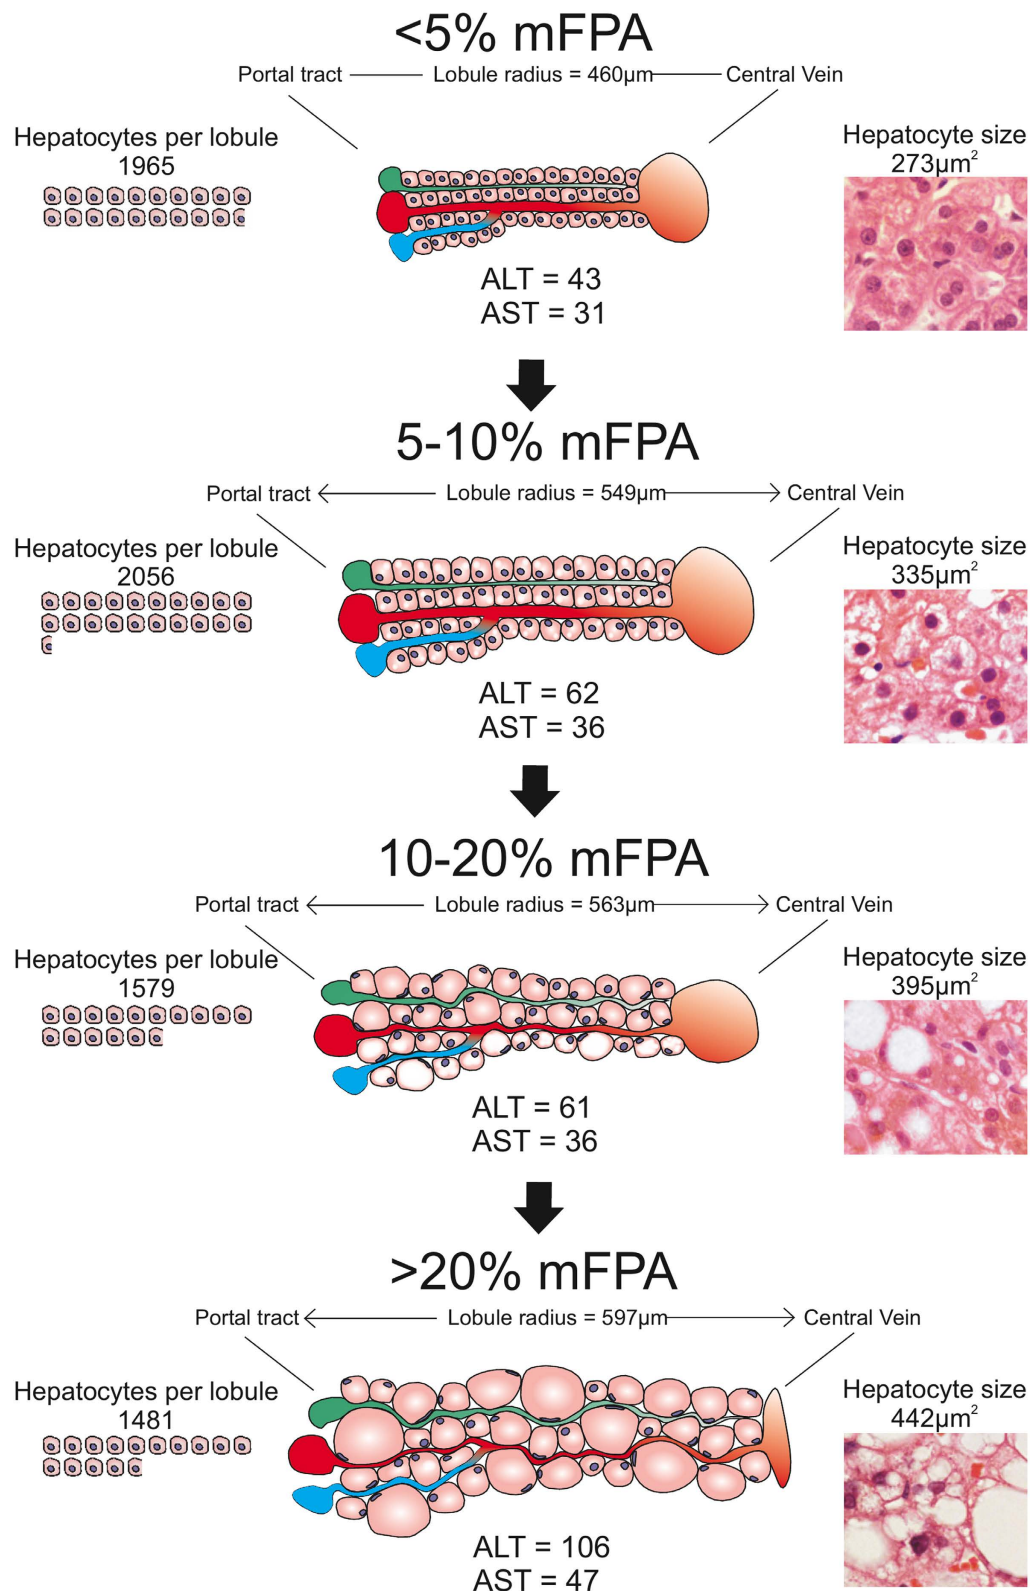 <5% mFPA
Portal tract Lobule radius = 460µm Central Vein
Hepatocytes per lobule
1965
Hepatocyte size
273µm²
ALT = 43
AST = 31
5-10% mFPA
Portal tract Lobule radius = 549µm Central Vein
Hepatocytes per lobule
2056
Hepatocyte size
335µm²
ALT = 62
AST = 36
10-20% mFPA
Portal tract Lobule radius = 563µm Central Vein
Hepatocytes per lobule
1579
Hepatocyte size
395µm²
ALT = 61
AST = 36
>20% mFPA
Portal tract Lobule radius = 597µm Central Vein
Hepatocytes per lobule
1481
Hepatocyte size
442µm²
ALT = 106
AST = 47